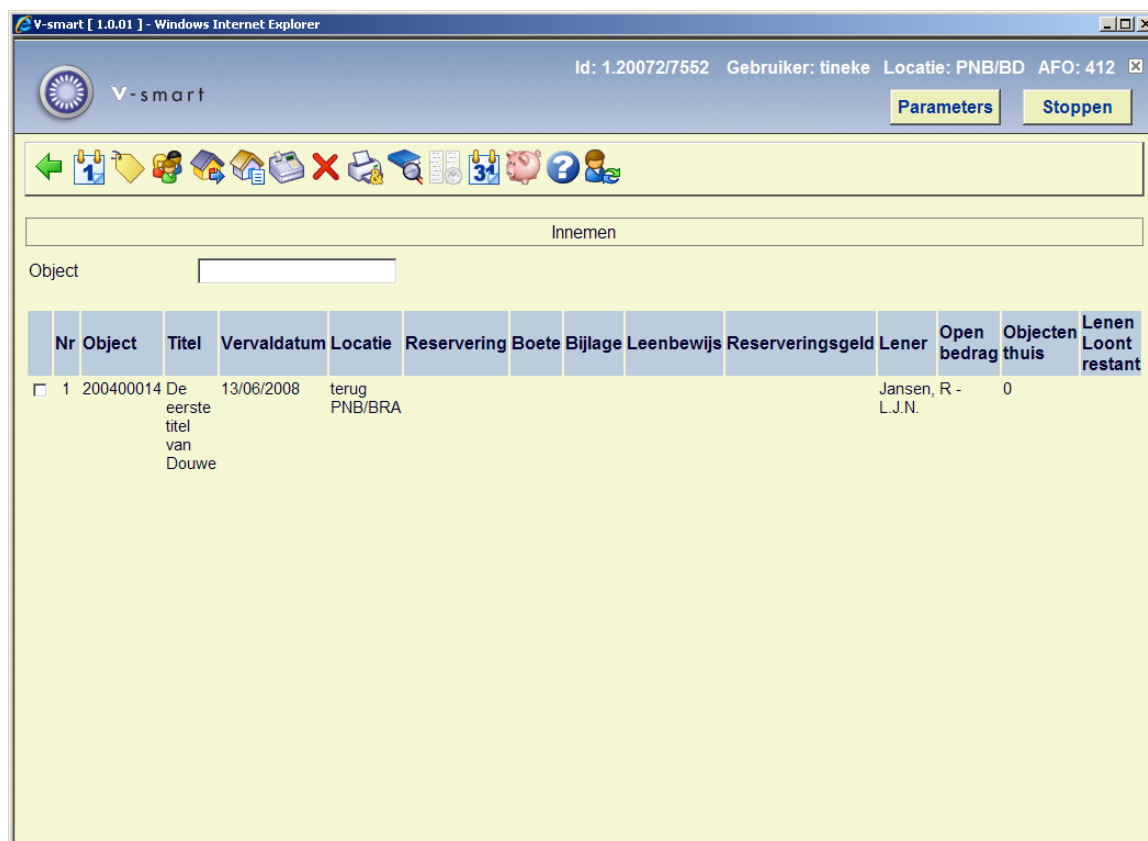 V-smart [ 1.0.01 ] - Windows Internet Explorer
Id: 1.20072/7552 Gebruiker: tineke Locatie: PNB/BD AFO: 412
V-smart
Parameters Stoppen
1 31 ?
Innemen
Object
Nr Object Titel Vervaldatum Locatie Reservering Boete Bijlage Leenbewijs Reserveringsgeld Lener Open bedrag Objecten thuis Lenen Loont restant
1 200400014 De eerste titel van Douwe 13/06/2008 terug PNB/BRA Jansen, L.J.N. R - 0